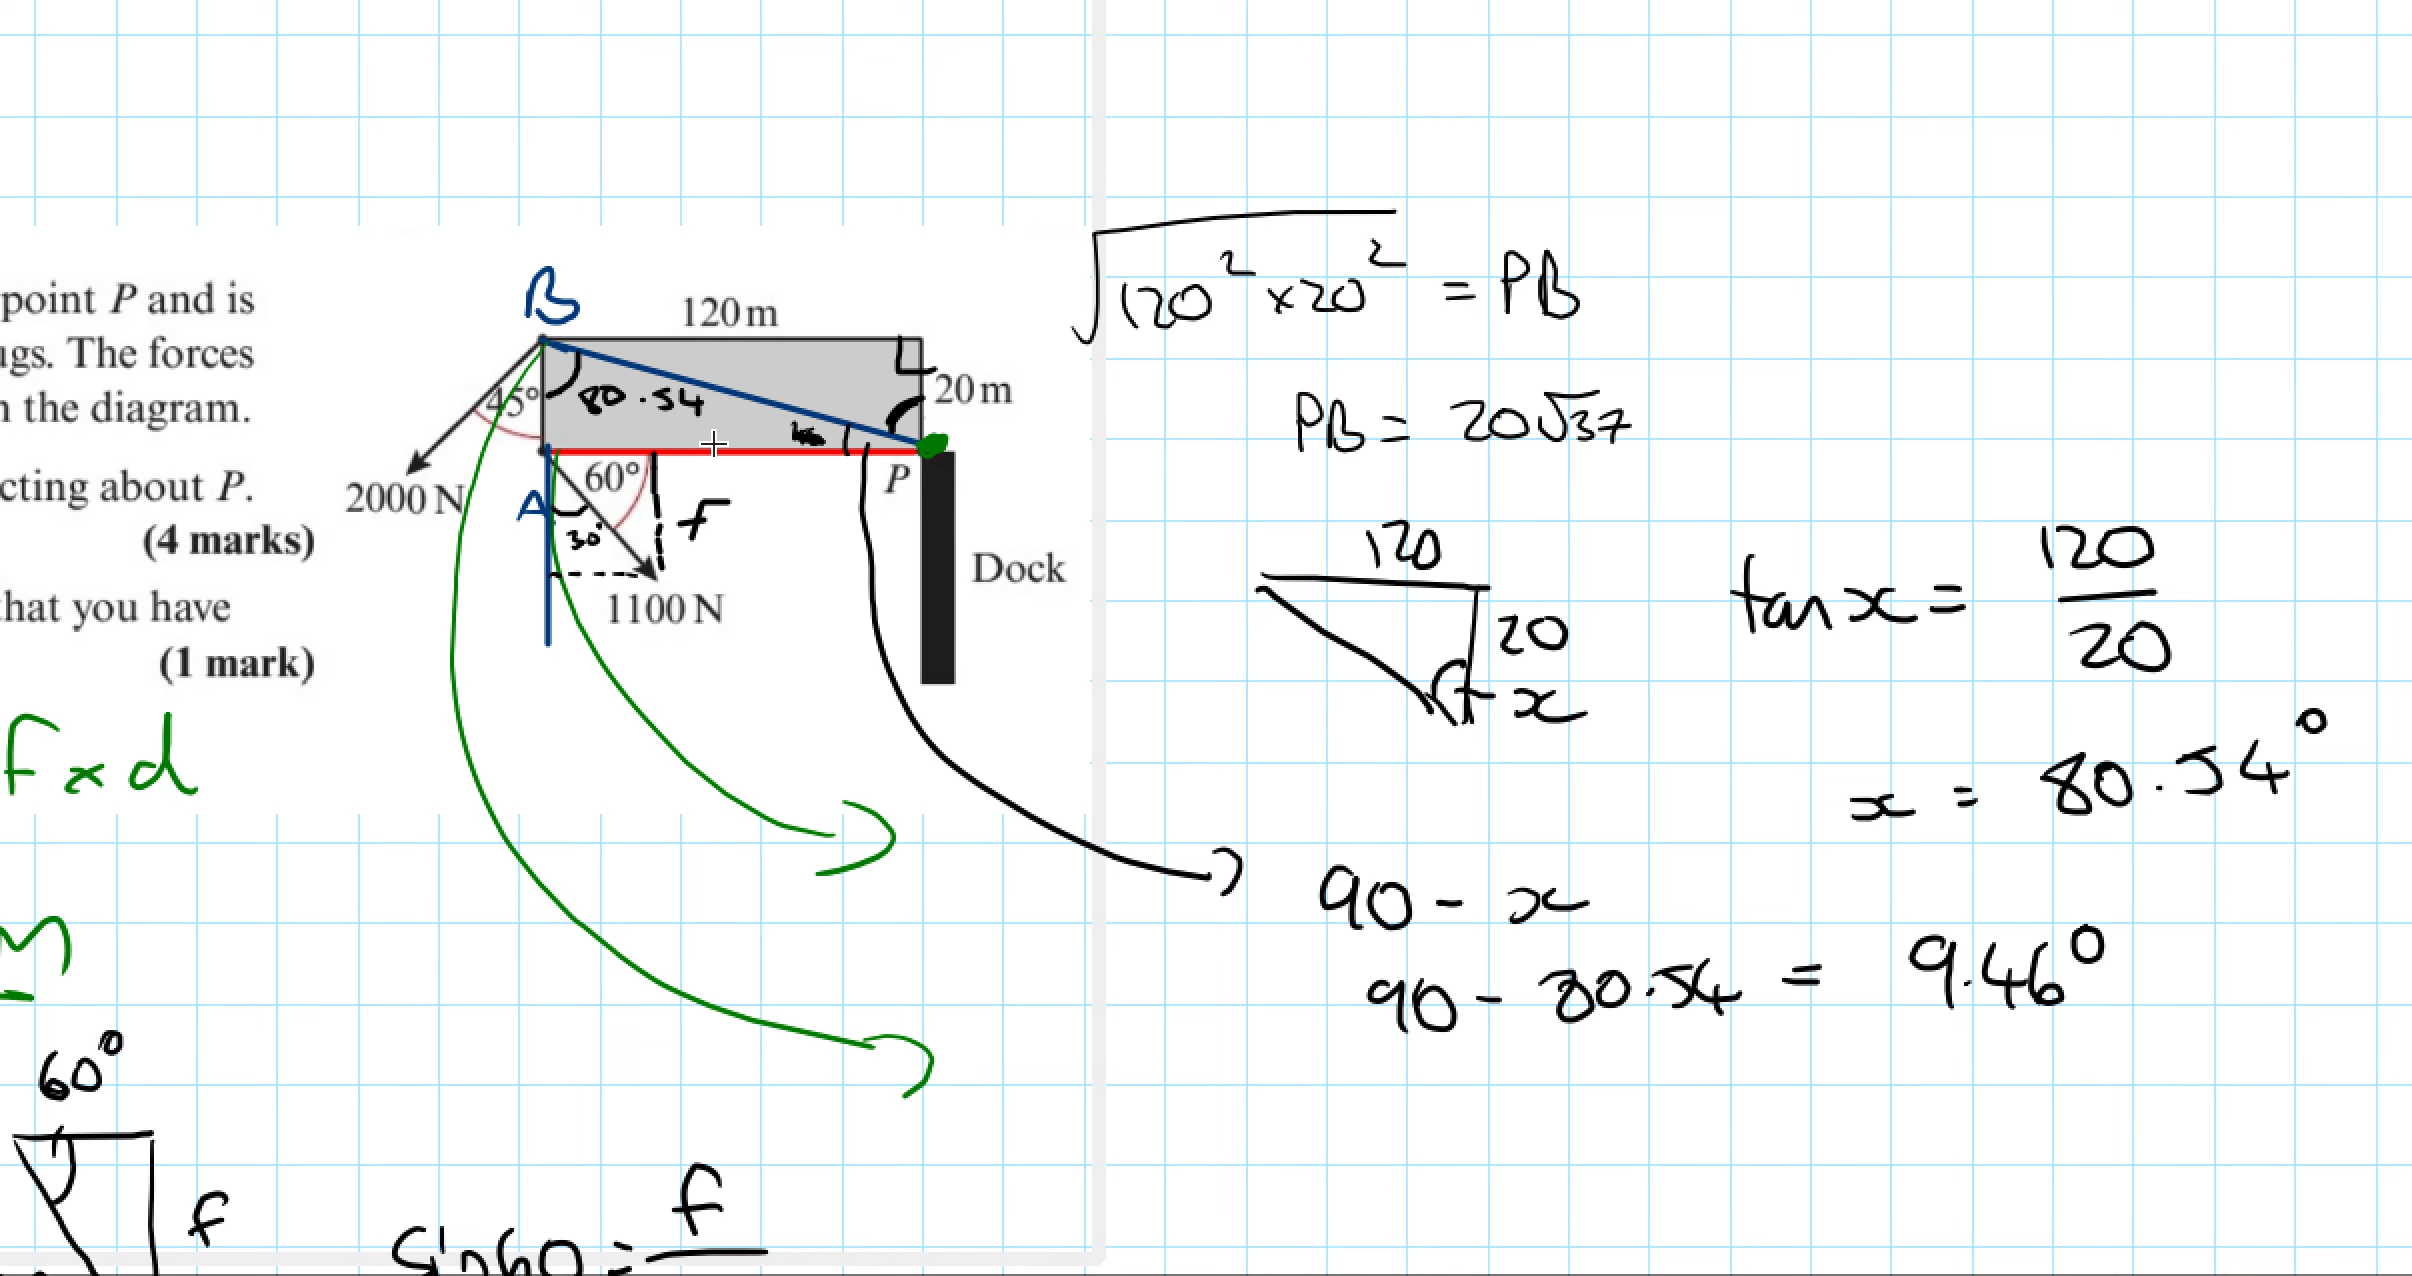 point P and is
ugs. The forces
n the diagram.
cting about P.
(4 marks)
that you have
(1 mark)
B
120 m
20 m
45°
80.54
2000 N
A
60°
30°
F
P
1100 N
Dock
F x d
M
60°
f
sin60 = f
√120² x 20² = PB
PB = 20√37
120
20
x
tan x = 120/20
x = 80.54°
90 - x
90 - 80.54 = 9.46°